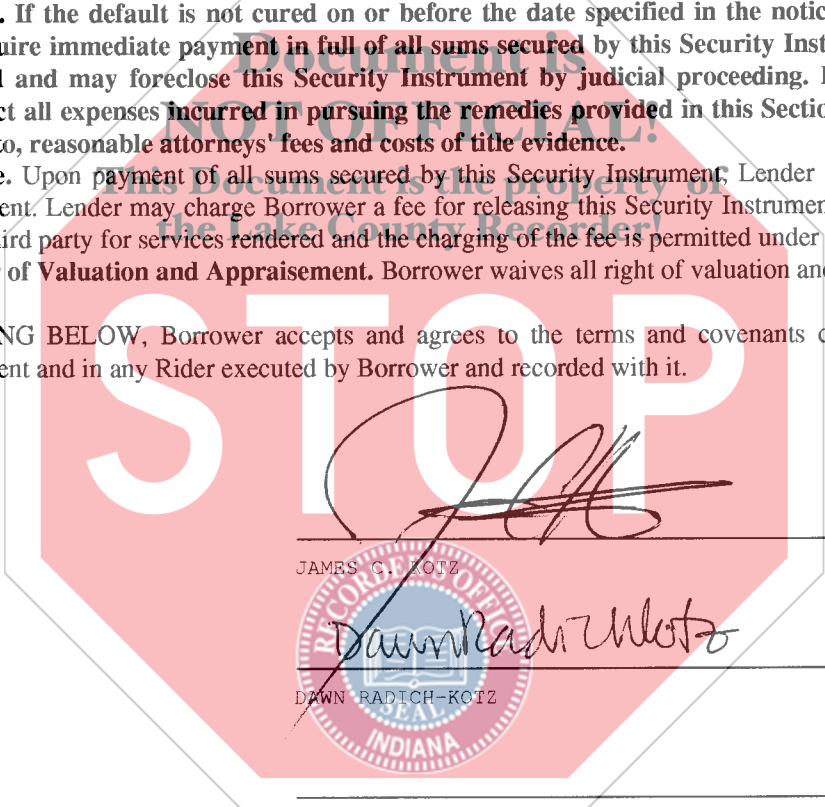 . If the default is not cured on or before the date specified in the notic
uire immediate payment in full of all sums secured by this Security Inst
l and may foreclose this Security Instrument by judicial proceeding.
ct all expenses incurred in pursuing the remedies provided in this Sectio
to, reasonable attorneys' fees and costs of title evidence.
e. Upon payment of all sums secured by this Security Instrument, Lender
ent. Lender may charge Borrower a fee for releasing this Security Instrumen
ird party for services rendered and the charging of the fee is permitted under
r of Valuation and Appraisement. Borrower waives all right of valuation an
NG BELOW, Borrower accepts and agrees to the terms and covenants c
ent and in any Rider executed by Borrower and recorded with it.
Document is
NOT OFFICIAL!
This Document is the property of
the Lake County Recorder!
STOP
JAMES C. KOTZ
Dawn Radich Kotz
DAWN RADICH-KOTZ
RECORDER'S OFFICE
SEAL
INDIANA